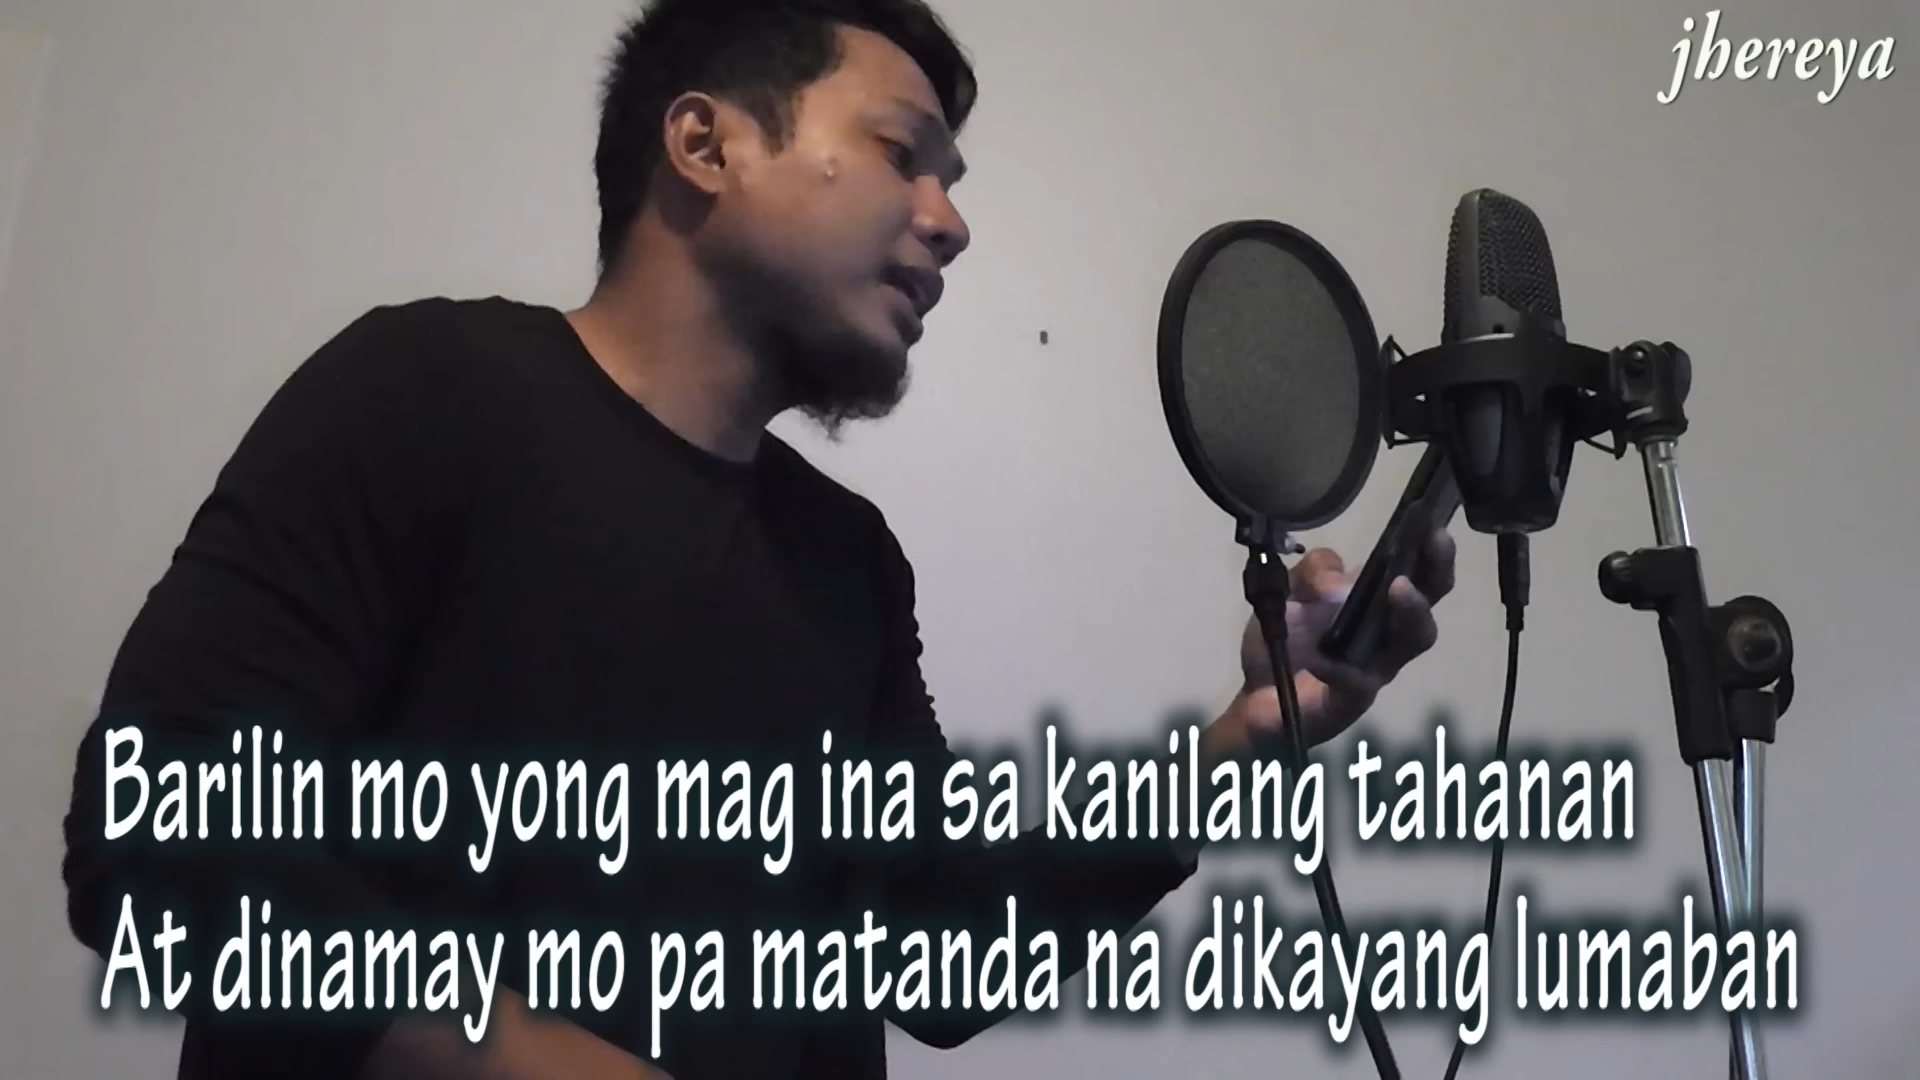 jhereya
Barilin mo yong mag ina sa kanilang tahanan
At dinamay mo pa matanda na dikayang lumaban